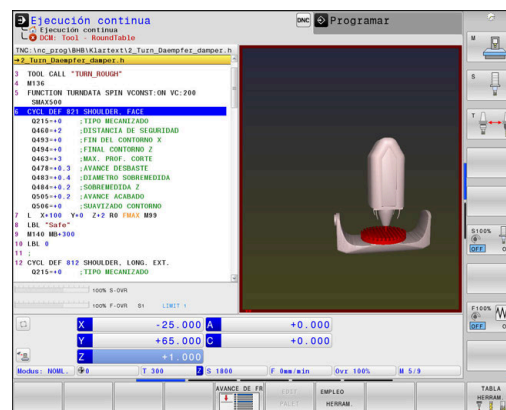 Ejecución continua
Ejecución continua
DCM: Tool - RoundTable
DNC
Programar
TNC:\nc_prog\BHB\Klartext\2_Turn_Daempfer_damper.h
→2_Turn_Daempfer_damper.h
3 TOOL CALL "TURN_ROUGH"
4 M136
5 FUNCTION TURNDATA SPIN VCONST:ON VC:200
SMAX500
6 CYCL DEF 821 SHOULDER, FACE
Q215=+0 ;TIPO MECANIZADO
Q460=+2 ;DISTANCIA DE SEGURIDAD
Q493=+0 ;FIN DEL CONTORNO X
Q494=+0 ;FINAL CONTORNO Z
Q463=+3 ;MAX. PROF. CORTE
Q478=+0.3 ;AVANCE DESBASTE
Q483=+0.4 ;DIAMETRO SOBREMEDIDA
Q484=+0.2 ;SOBREMEDIDA Z
Q505=+0.2 ;AVANCE ACABADO
Q506=+0 ;SUAVIZADO CONTORNO
7 L X+100 Y+0 Z+2 R0 FMAX M99
8 LBL "Safe"
9 M140 MB+300
10 LBL 0
11 ;
12 CYCL DEF 812 SHOULDER, LONG. EXT.
Q215=+0 ;TIPO MECANIZADO
100% S-OVR
100% F-OVR S1 LIMIT 1
X -25.000 A +0.000
Y +65.000 C +0.000
Z +1.000
Modus: NOML. 0 T 300 Z S 1800 F 0mm/min Ovr 100% M 5/9
M
S
T
S100%
OFF
F100%
OFF
AVANCE DE FR
EDIT.
PALET
EMPLEO
HERRAM.
TABLA
HERRAM.